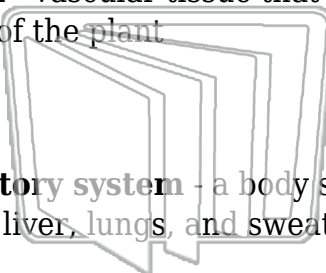 vascular tissue that
of the plant
tory system - a body s
liver, lungs, and sweat